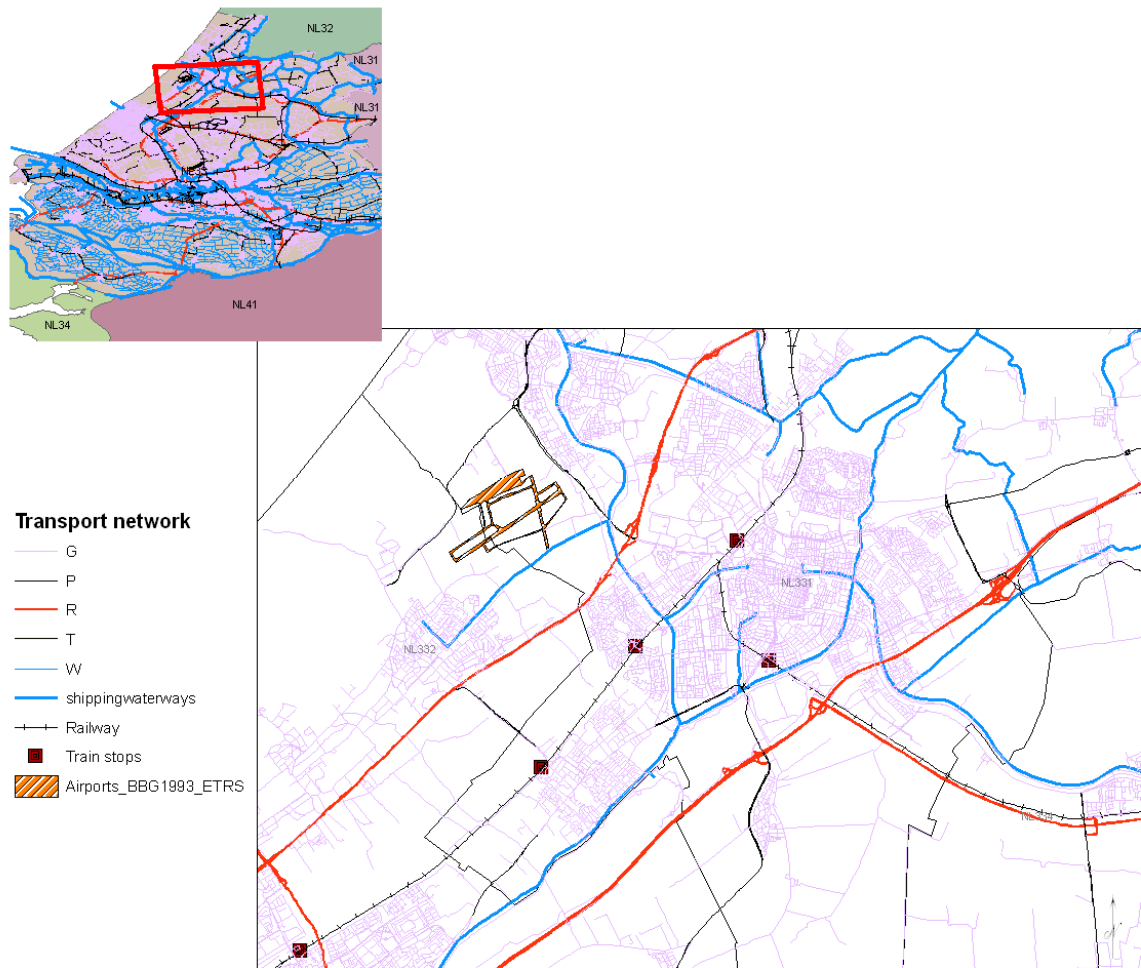 NL32
NL31
NL31
NL41
NL34
Transport network
G
P
R
T
W
shippingwaterways
Railway
Train stops
Airports_BBG1993_ETRS
NL331
NL332
N